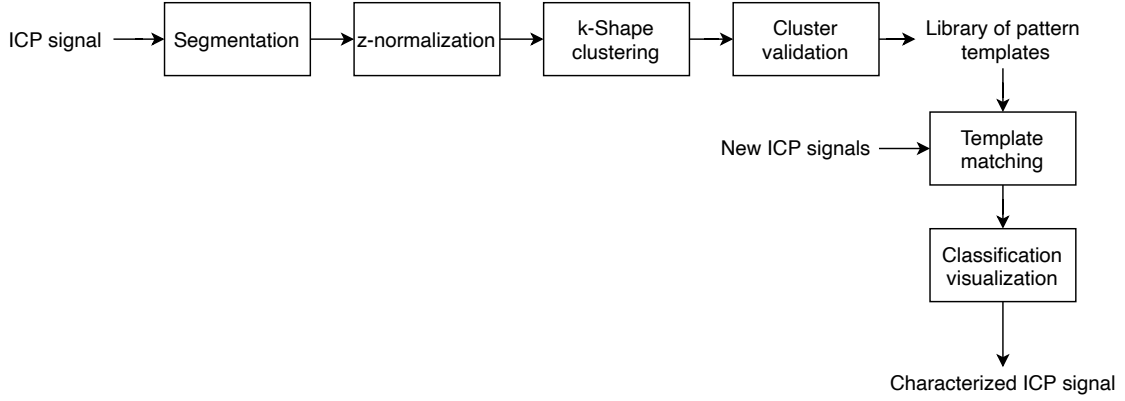 ICP signal
Segmentation
z-normalization
k-Shape
clustering
Cluster
validation
Library of pattern
templates
New ICP signals
Template
matching
Classification
visualization
Characterized ICP signal